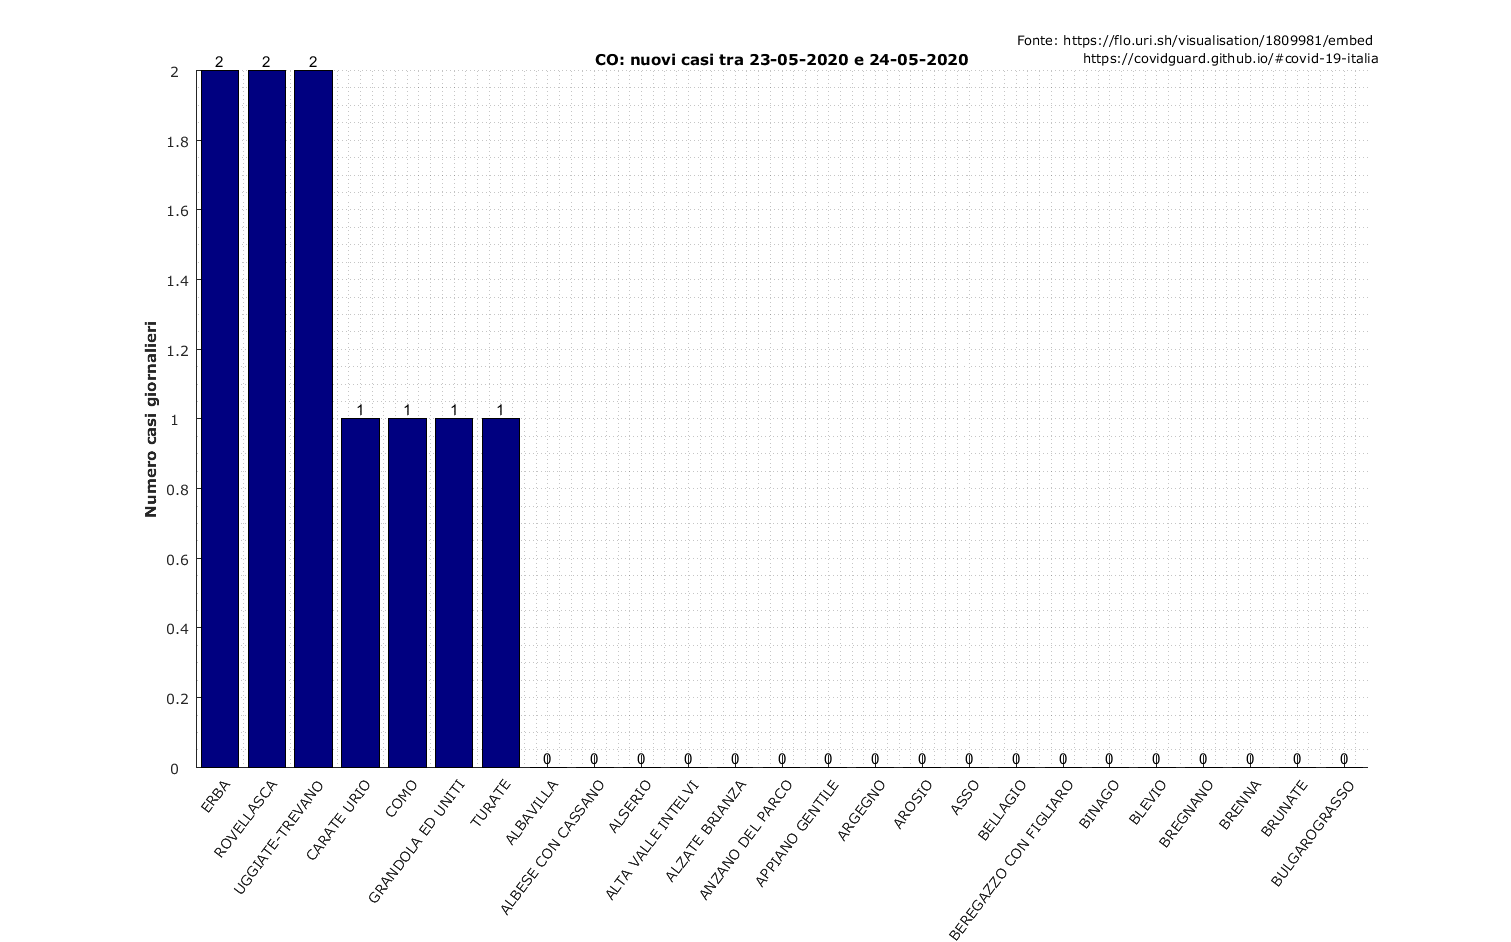 Fonte: https://flo.uri.sh/visualisation/1809981/embed
https://covidguard.github.io/#covid-19-italia
CO: nuovi casi tra 23-05-2020 e 24-05-2020
Numero casi giornalieri
2
1.8
1.6
1.4
1.2
1
0.8
0.6
0.4
0.2
0
2 2 2 1 1 1 1 0 0 0 0 0 0 0 0 0 0 0 0 0 0 0 0 0 0
ERBA
ROVELLASCA
UGGIATE-TREVANO
CARATE URIO
COMO
GRANDOLA ED UNITI
TURATE
ALBAVILLA
ALBESE CON CASSANO
ALSERIO
ALTA VALLE INTELVI
ALZATE BRIANZA
ANZANO DEL PARCO
APPIANO GENTILE
ARGEGNO
AROSIO
ASSO
BELLAGIO
BEREGAZZO CON FIGLIARO
BINAGO
BLEVIO
BREGNANO
BRENNA
BRUNATE
BULGAROGRASSO